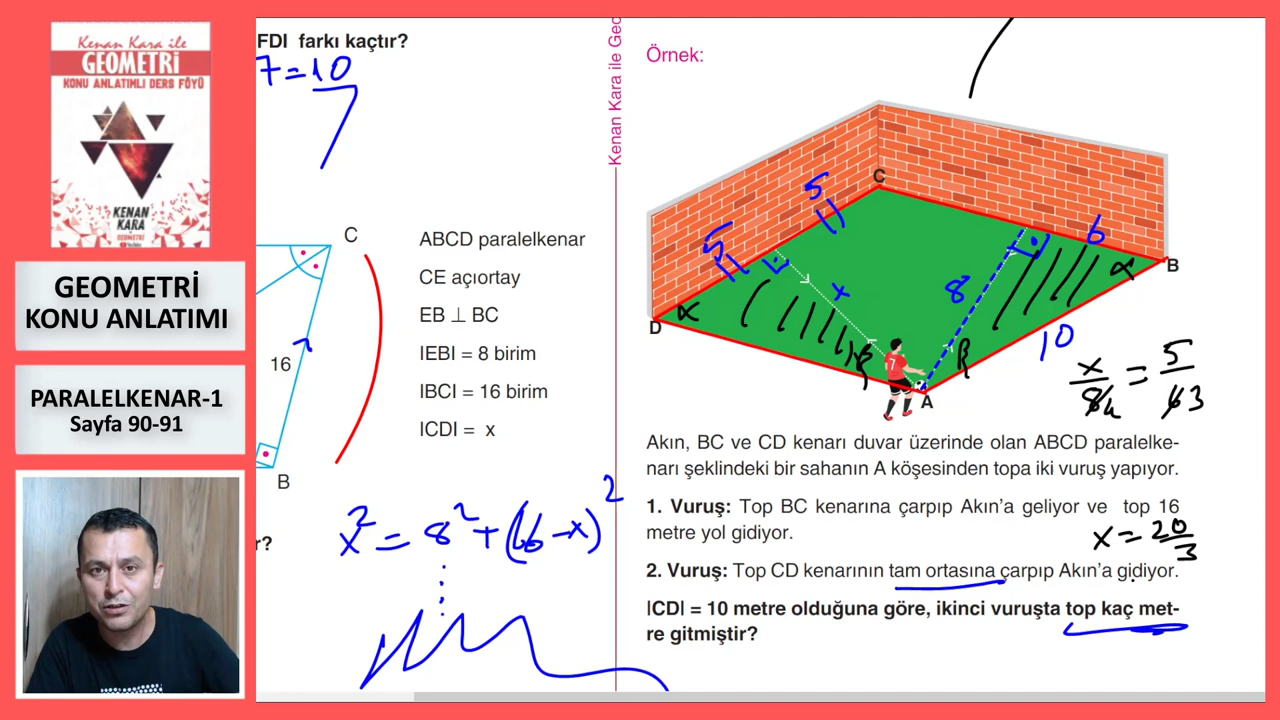 Kenan Kara ile
GEOMETRİ
KONU ANLATIMLI DERS FÖYÜ
KENAN
KARA
GEOMETRİ
KONU ANLATIMI
PARALELKENAR-1
Sayfa 90-91
FDI farkı kaçtır?
7=10
C
16
B
ABCD paralelkenar
CE açıortay
EB ⊥ BC
IEBI = 8 birim
IBCI = 16 birim
ICDI = x
x² = 8² + (16-x)²
r?
Kenan Kara ile Geo
Örnek:
C
5
5
6
B
α
α
D
x
8
10
7
A
x/8 4 = 5/6 3
Akın, BC ve CD kenarı duvar üzerinde olan ABCD paralelke-
narı şeklindeki bir sahanın A köşesinden topa iki vuruş yapıyor.
1. Vuruş: Top BC kenarına çarpıp Akın’a geliyor ve top 16
metre yol gidiyor.
x = 20/3
2. Vuruş: Top CD kenarının tam ortasına çarpıp Akın’a gidiyor.
ICDI = 10 metre olduğuna göre, ikinci vuruşta top kaç met-
re gitmiştir?